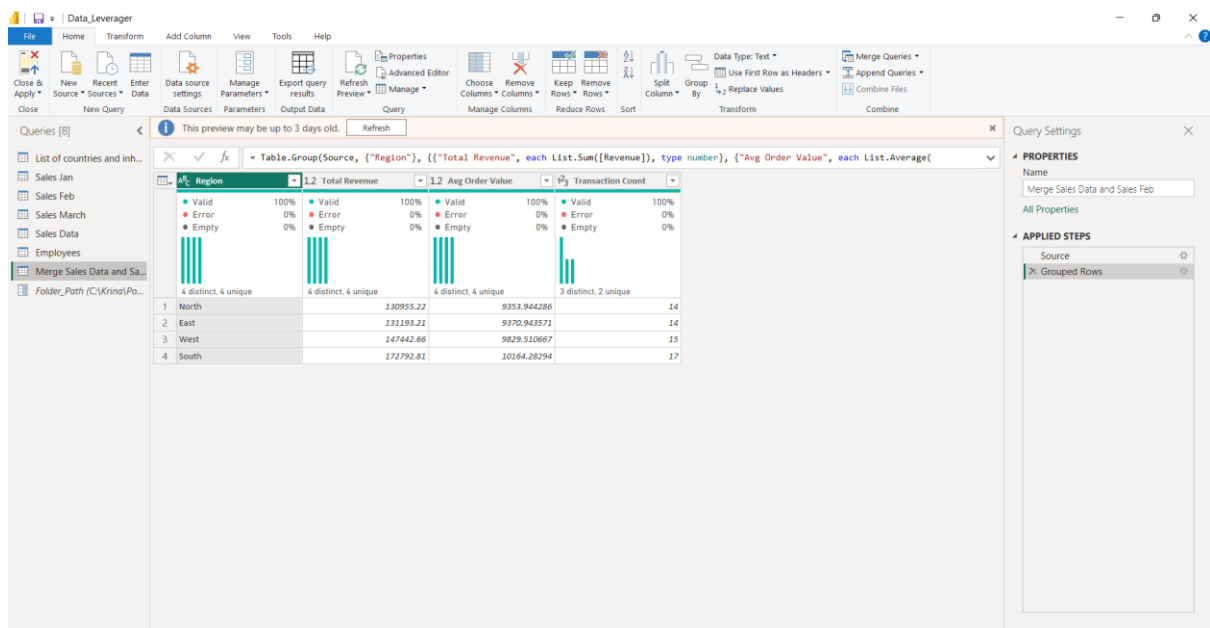 Data_Leverager
File Home Transform Add Column View Tools Help
Close & Apply New Source Recent Sources Enter Data Data source settings Manage Parameters Export query results Refresh Preview Properties Advanced Editor Manage Choose Columns Remove Columns Keep Rows Remove Rows Split Column Group By Data Type: Text Use First Row as Headers Replace Values Merge Queries Append Queries Combine Files
Close New Query Data Sources Parameters Output Data Query Manage Columns Reduce Rows Sort Transform Combine
Queries [8]
This preview may be up to 3 days old. Refresh
List of countries and inh...
Sales Jan
Sales Feb
Sales March
Sales Data
Employees
Merge Sales Data and Sa...
Folder_Path (C:\Krina\Po...
fx = Table.Group(Source, {"Region"}, {{"Total Revenue", each List.Sum([Revenue]), type number}, {"Avg Order Value", each List.Average(
ABC Region 1.2 Total Revenue 1.2 Avg Order Value 123 Transaction Count
Valid 100% Valid 100% Valid 100% Valid 100%
Error 0% Error 0% Error 0% Error 0%
Empty 0% Empty 0% Empty 0% Empty 0%
4 distinct, 4 unique 4 distinct, 4 unique 4 distinct, 4 unique 3 distinct, 2 unique
1 North 130955.22 9353.944286 14
2 East 131193.21 9370.943571 14
3 West 147442.66 9829.510667 15
4 South 172792.81 10164.28294 17
Query Settings
PROPERTIES
Name
Merge Sales Data and Sales Feb
All Properties
APPLIED STEPS
Source
Grouped Rows